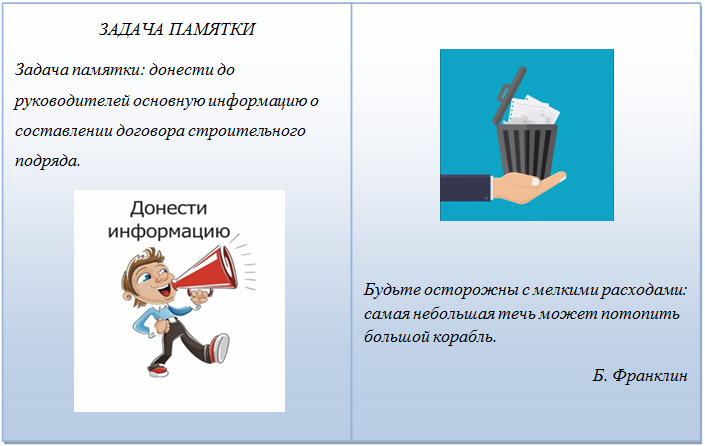 ЗАДАЧА ПАМЯТКИ
Задача памятки: донести до
руководителей основную информацию о
составлении договора строительного
подряда.
Донести
информацию
Будьте осторожны с мелкими расходами:
самая небольшая течь может потопить
большой корабль.
Б. Франклин